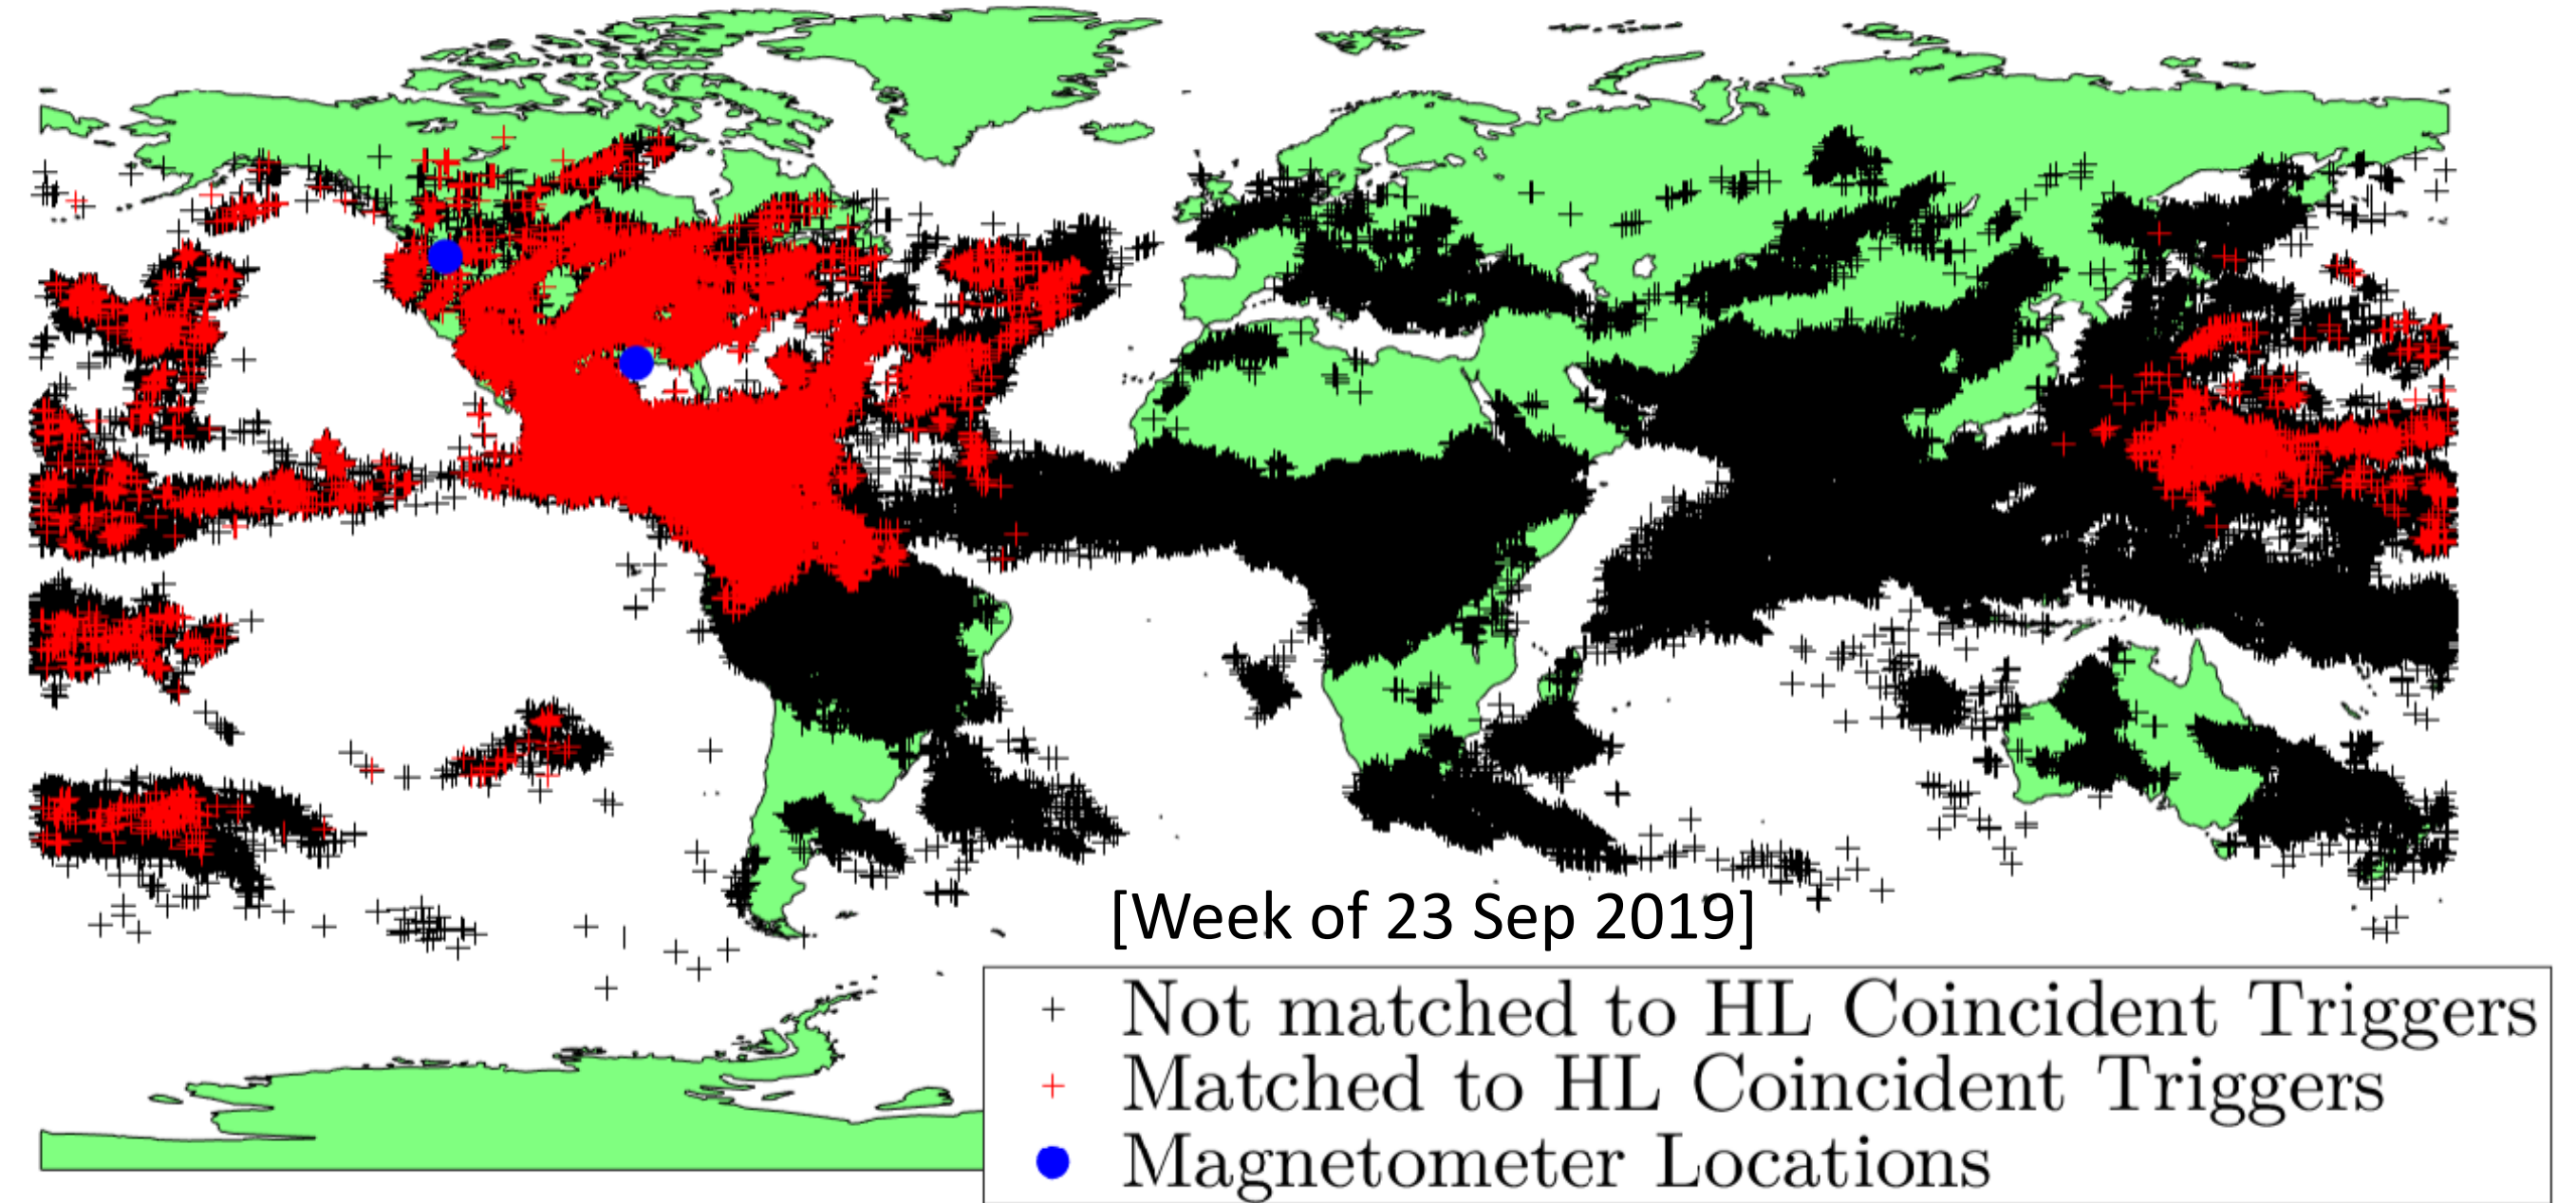 [Week of 23 Sep 2019]
Not matched to HL Coincident Triggers
Matched to HL Coincident Triggers
Magnetometer Locations